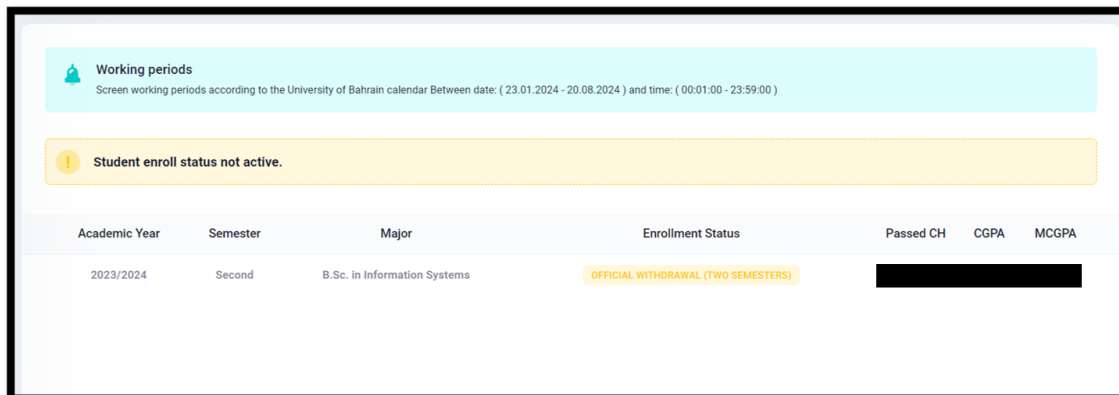 Working periods
Screen working periods according to the University of Bahrain calendar Between date: ( 23.01.2024 - 20.08.2024 ) and time: ( 00:01:00 - 23:59:00 )
Student enroll status not active.
Academic Year Semester Major Enrollment Status Passed CH CGPA MCGPA
2023/2024 Second B.Sc. in Information Systems OFFICIAL WITHDRAWAL (TWO SEMESTERS)